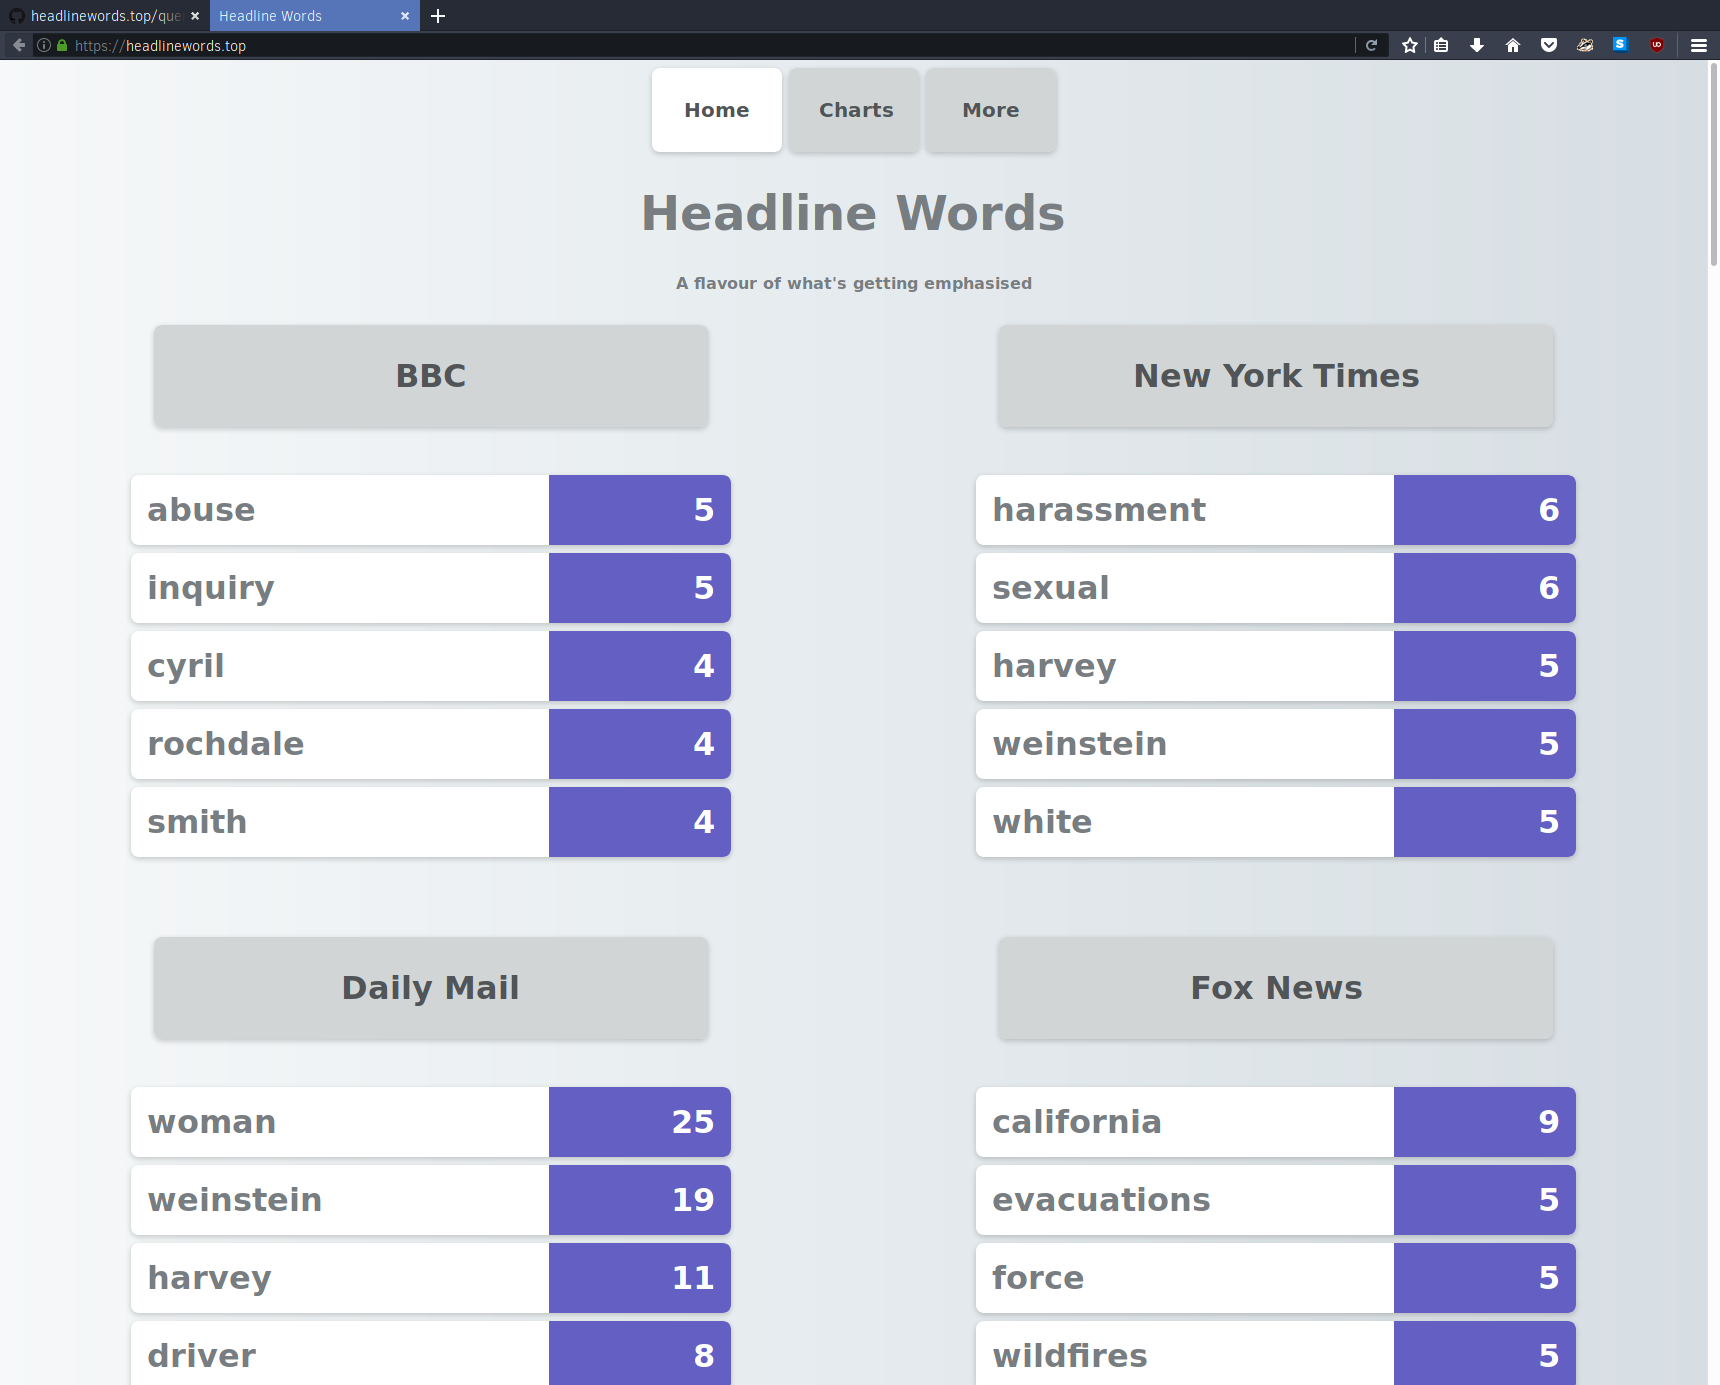 headlinewords.top/que
Headline Words
https://headlinewords.top
Home
Charts
More
Headline Words
A flavour of what's getting emphasised
BBC
abuse 5
inquiry 5
cyril 4
rochdale 4
smith 4
New York Times
harassment 6
sexual 6
harvey 5
weinstein 5
white 5
Daily Mail
woman 25
weinstein 19
harvey 11
driver 8
Fox News
california 9
evacuations 5
force 5
wildfires 5